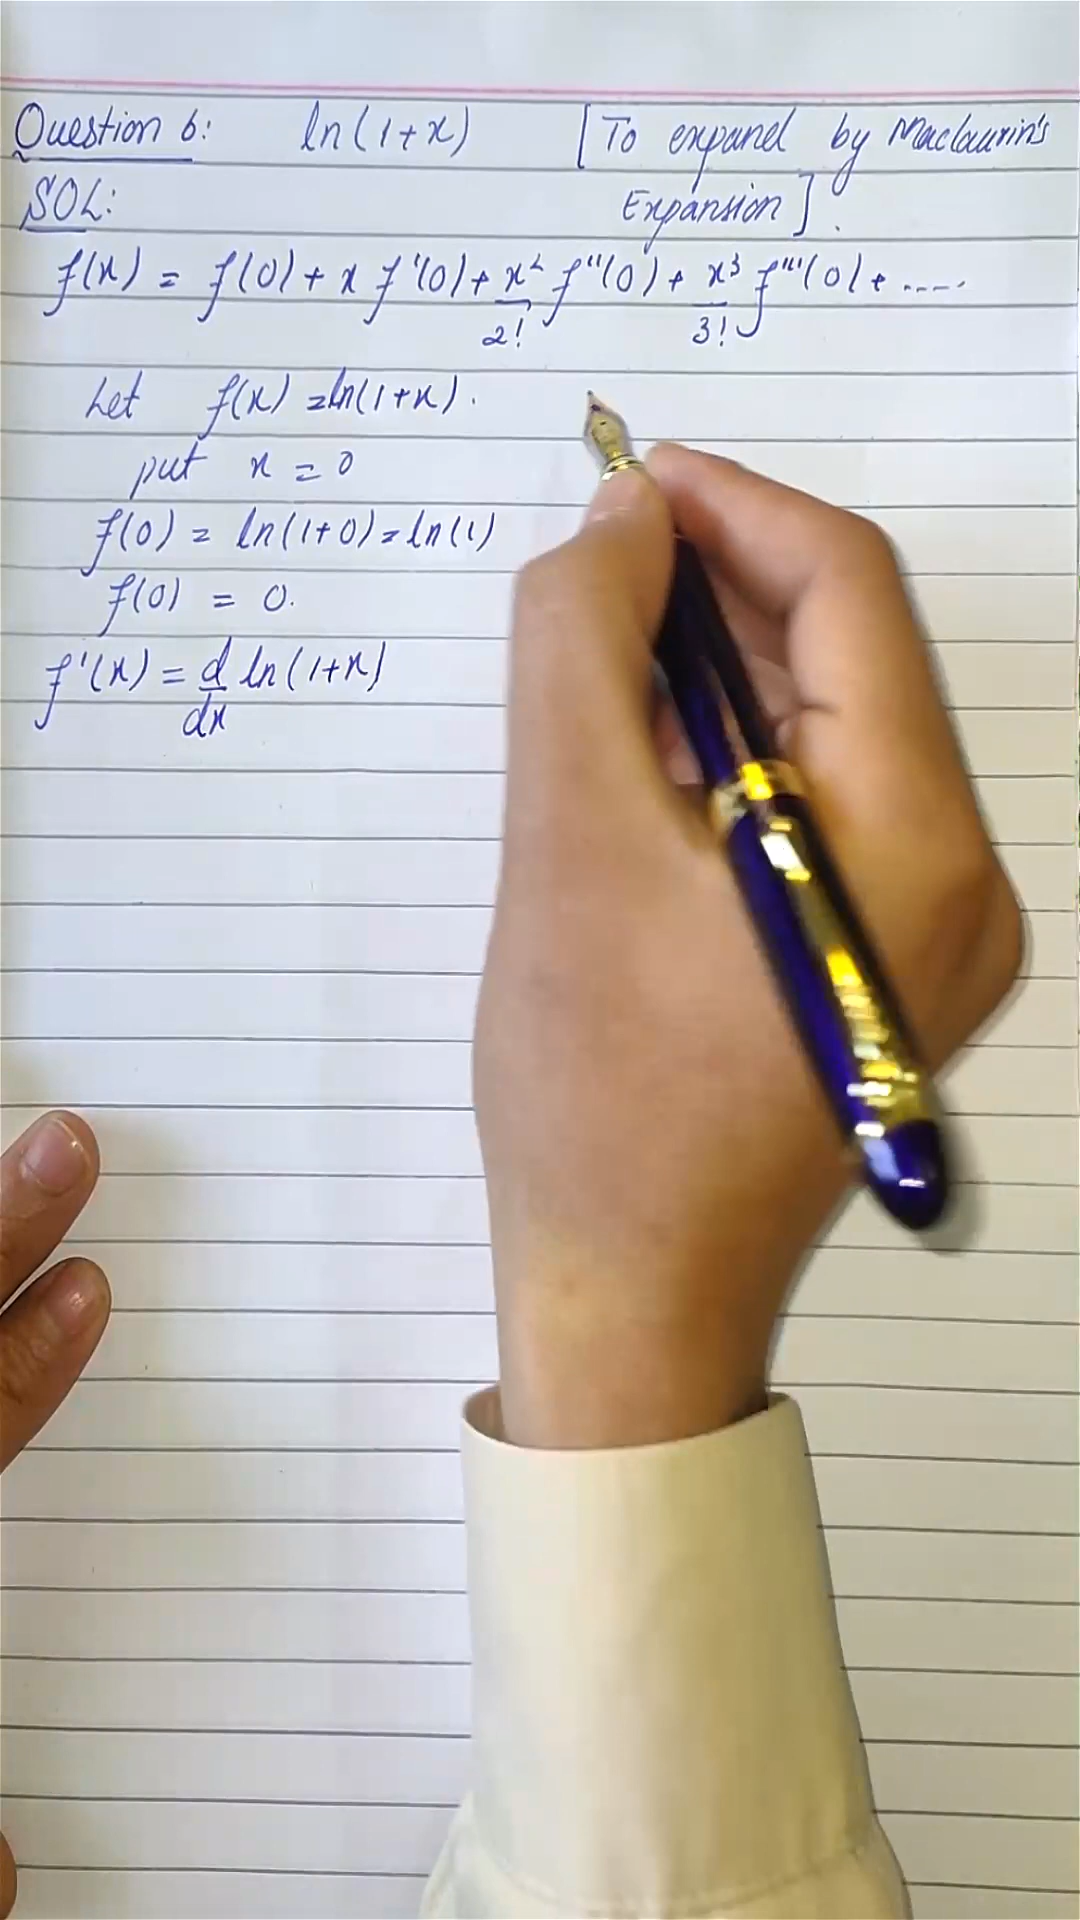 Question 6: ln(1+x) [To expand by Maclaurin's
Expansion].
SOL:
f(x) = f(0) + x f'(0) + x²/2! f''(0) + x³/3! f'''(0) + .....
Let f(x) = ln(1+x).
put x = 0
f(0) = ln(1+0) = ln(1)
f(0) = 0.
f'(x) = d/dx ln(1+x)